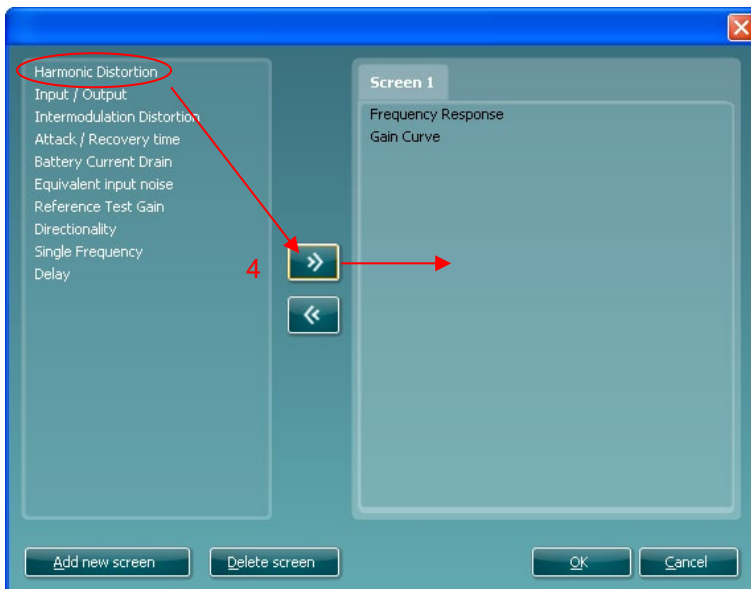 Harmonic Distortion
Input / Output
Intermodulation Distortion
Attack / Recovery time
Battery Current Drain
Equivalent input noise
Reference Test Gain
Directionality
Single Frequency
Delay
4
Screen 1
Frequency Response
Gain Curve
Add new screen
Delete screen
OK
Cancel